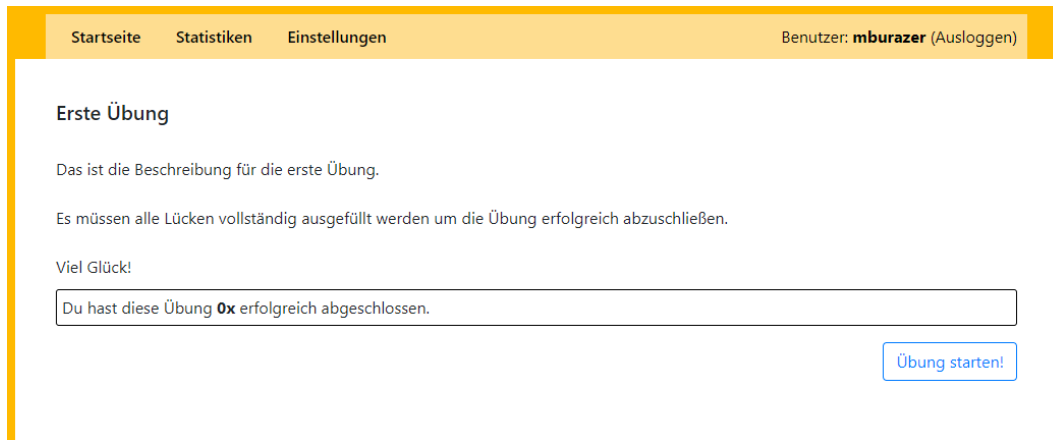 Startseite Statistiken Einstellungen Benutzer: mburazer (Ausloggen)
Erste Übung
Das ist die Beschreibung für die erste Übung.
Es müssen alle Lücken vollständig ausgefüllt werden um die Übung erfolgreich abzuschließen.
Viel Glück!
Du hast diese Übung 0x erfolgreich abgeschlossen.
Übung starten!